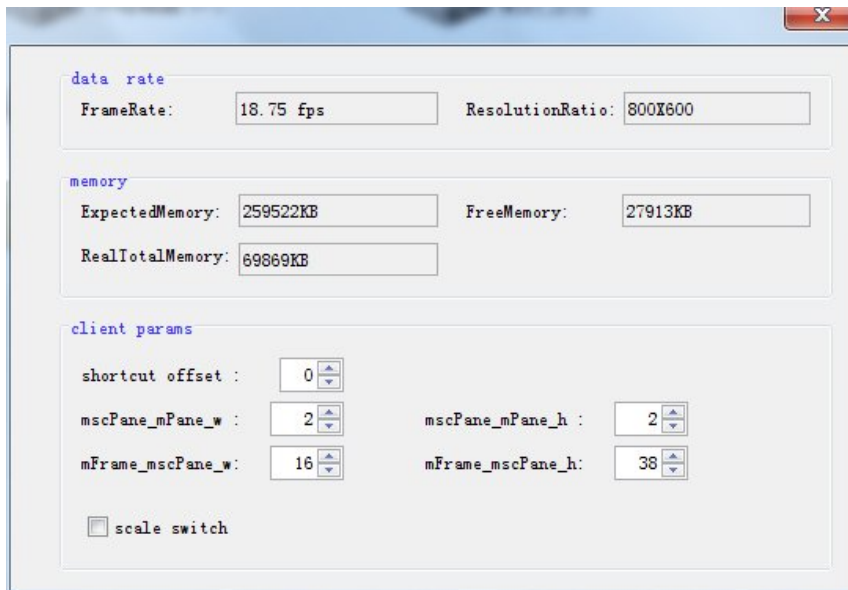 data rate
FrameRate: 18.75 fps ResolutionRatio: 800X600
memory
ExpectedMemory: 259522KB FreeMemory: 27913KB
RealTotalMemory: 69869KB
client params
shortcut offset : 0
mscPane_mPane_w : 2 mscPane_mPane_h : 2
mFrame_mscPane_w: 16 mFrame_mscPane_h: 38
scale switch